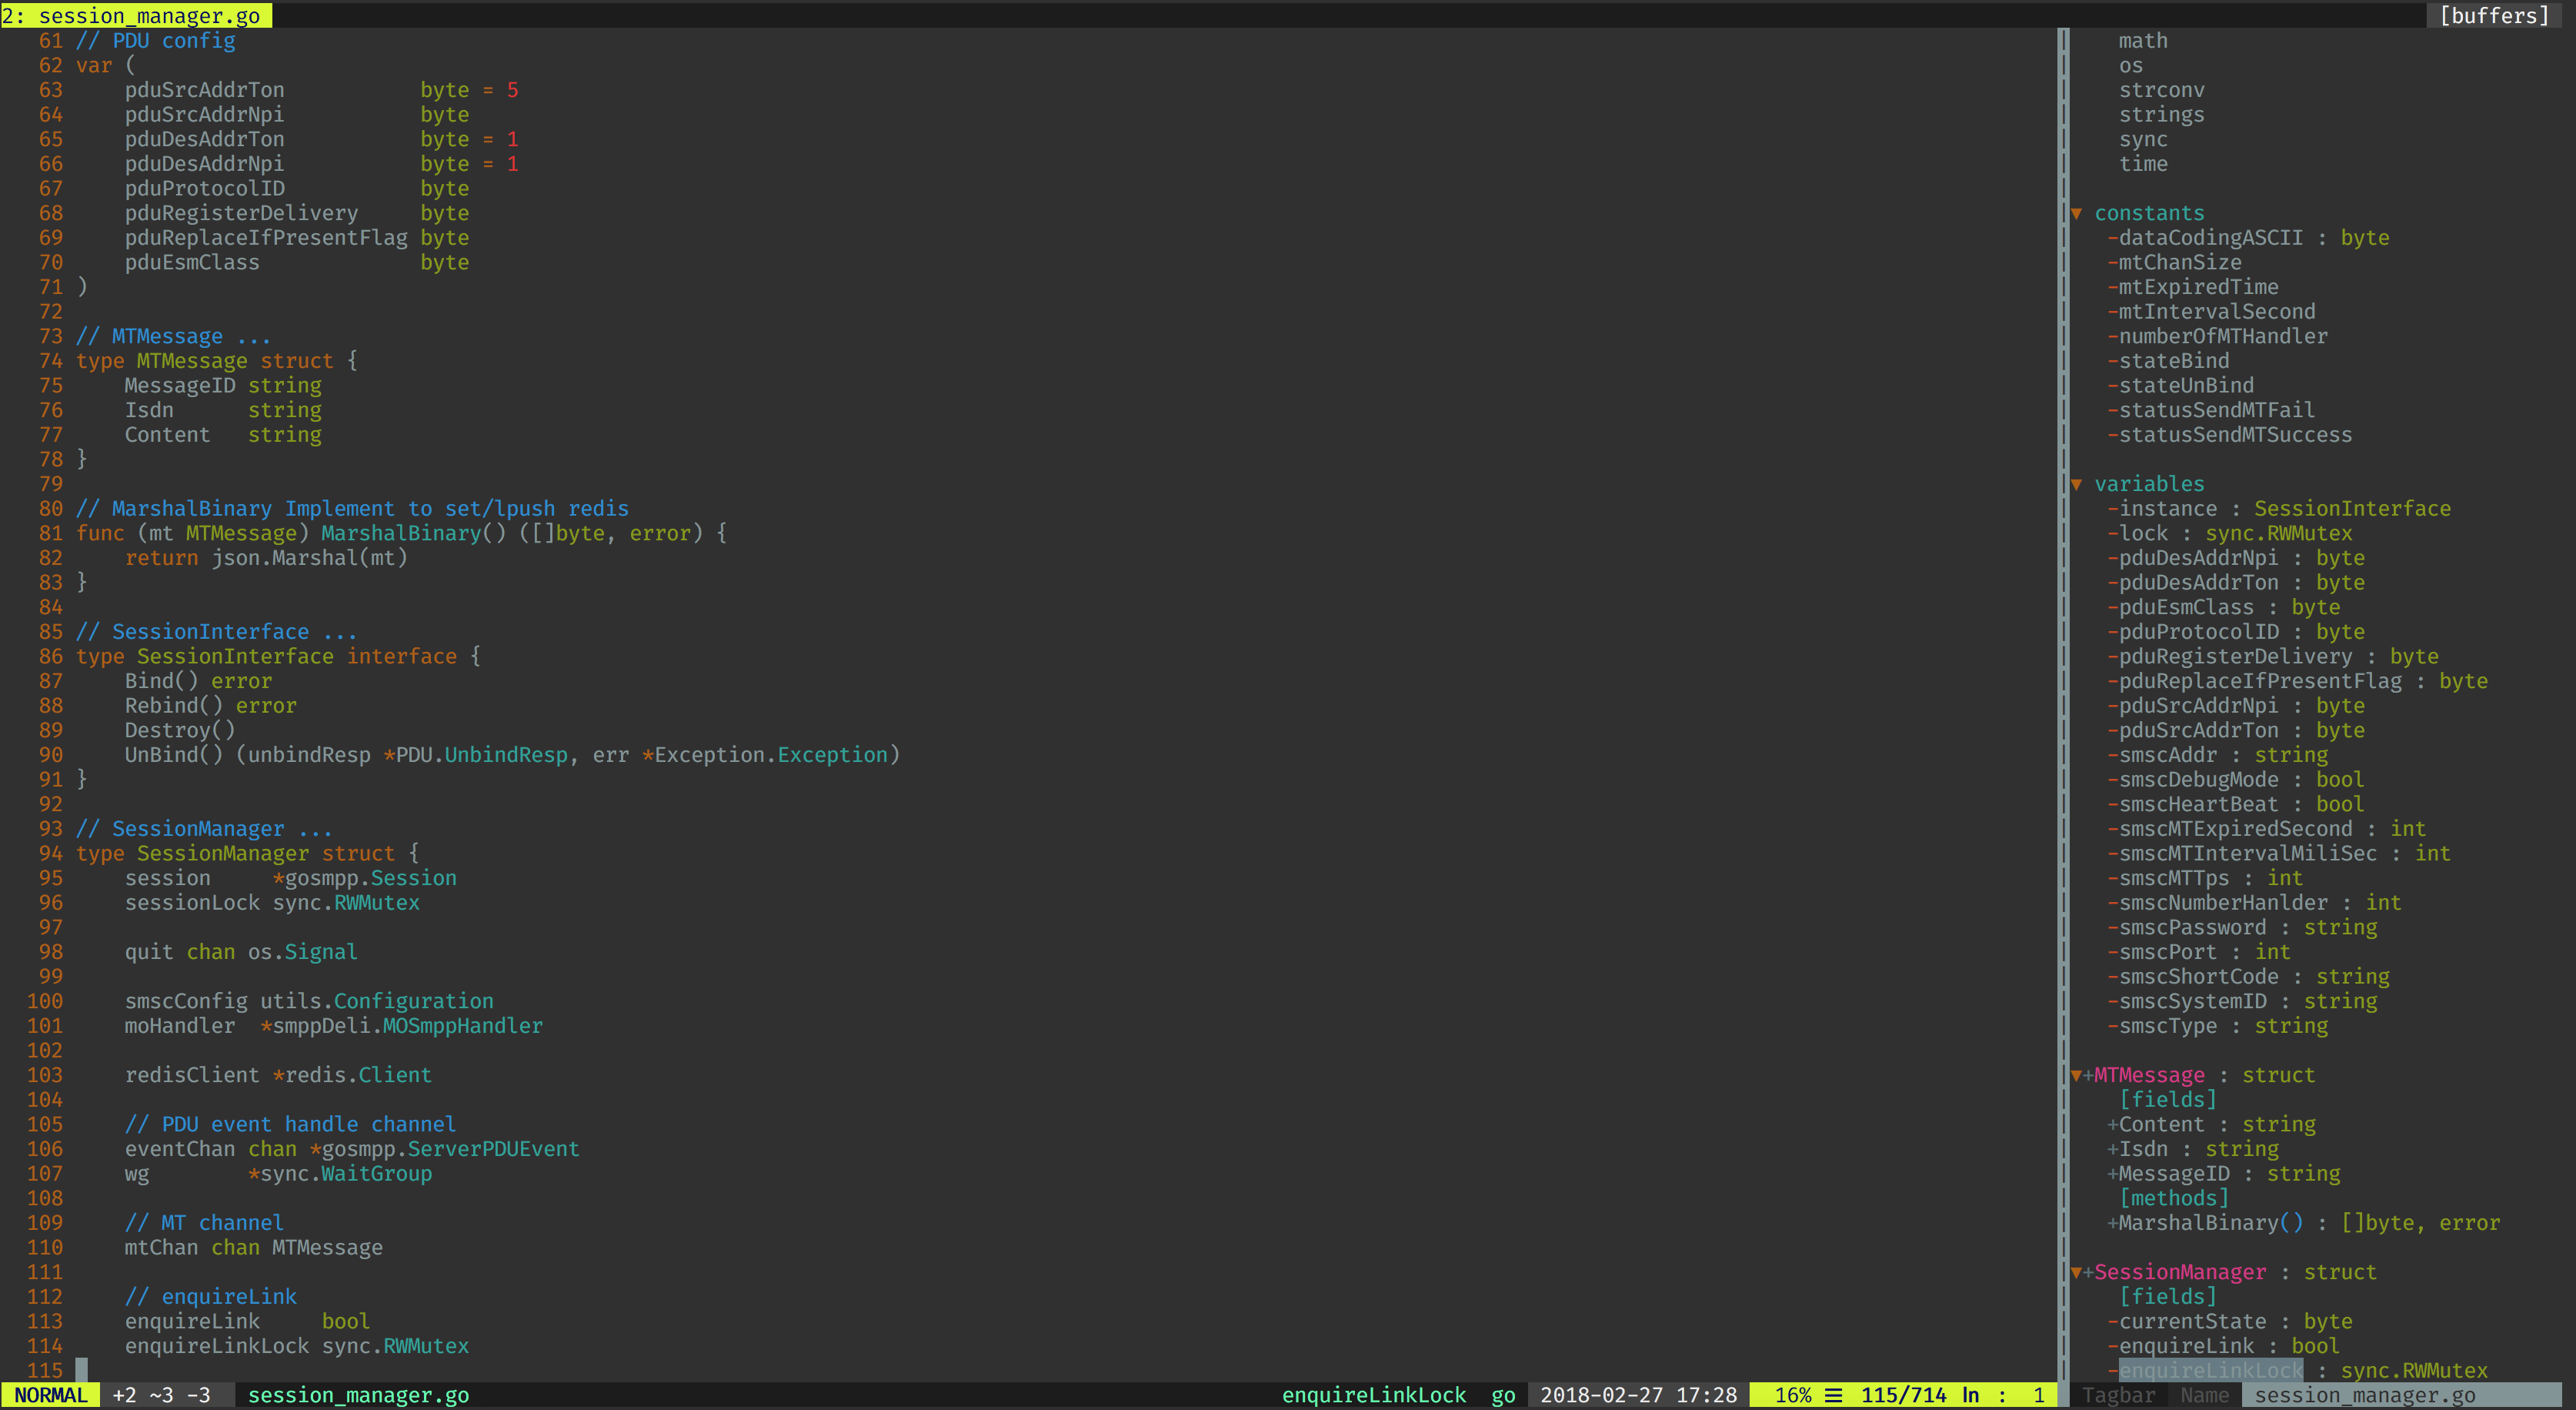 2: session_manager.go
[buffers]
61 // PDU config
62 var (
63     pduSrcAddrTon           byte = 5
64     pduSrcAddrNpi           byte
65     pduDesAddrTon           byte = 1
66     pduDesAddrNpi           byte = 1
67     pduProtocolID           byte
68     pduRegisterDelivery     byte
69     pduReplaceIfPresentFlag byte
70     pduEsmClass             byte
71 )
72
73 // MTMessage ...
74 type MTMessage struct {
75     MessageID string
76     Isdn      string
77     Content   string
78 }
79
80 // MarshalBinary Implement to set/lpush redis
81 func (mt MTMessage) MarshalBinary() ([]byte, error) {
82     return json.Marshal(mt)
83 }
84
85 // SessionInterface ...
86 type SessionInterface interface {
87     Bind() error
88     Rebind() error
89     Destroy()
90     UnBind() (unbindResp *PDU.UnbindResp, err *Exception.Exception)
91 }
92
93 // SessionManager ...
94 type SessionManager struct {
95     session     *gosmpp.Session
96     sessionLock sync.RWMutex
97
98     quit chan os.Signal
99
100     smscConfig utils.Configuration
101     moHandler  *smppDeli.MOSmppHandler
102
103     redisClient *redis.Client
104
105     // PDU event handle channel
106     eventChan chan *gosmpp.ServerPDUEvent
107     wg        *sync.WaitGroup
108
109     // MT channel
110     mtChan chan MTMessage
111
112     // enquireLink
113     enquireLink     bool
114     enquireLinkLock sync.RWMutex
115
math
os
strconv
strings
sync
time
▼ constants
-dataCodingASCII : byte
-mtChanSize
-mtExpiredTime
-mtIntervalSecond
-numberOfMTHandler
-stateBind
-stateUnBind
-statusSendMTFail
-statusSendMTSuccess
▼ variables
-instance : SessionInterface
-lock : sync.RWMutex
-pduDesAddrNpi : byte
-pduDesAddrTon : byte
-pduEsmClass : byte
-pduProtocolID : byte
-pduRegisterDelivery : byte
-pduReplaceIfPresentFlag : byte
-pduSrcAddrNpi : byte
-pduSrcAddrTon : byte
-smscAddr : string
-smscDebugMode : bool
-smscHeartBeat : bool
-smscMTExpiredSecond : int
-smscMTIntervalMiliSec : int
-smscMTTps : int
-smscNumberHanlder : int
-smscPassword : string
-smscPort : int
-smscShortCode : string
-smscSystemID : string
-smscType : string
▼+MTMessage : struct
[fields]
+Content : string
+Isdn : string
+MessageID : string
[methods]
+MarshalBinary() : []byte, error
▼+SessionManager : struct
[fields]
-currentState : byte
-enquireLink : bool
-enquireLinkLock : sync.RWMutex
NORMAL +2 ~3 -3 session_manager.go enquireLinkLock go 2018-02-27 17:28 16% ☰ 115/714 ln : 1
Tagbar Name session_manager.go